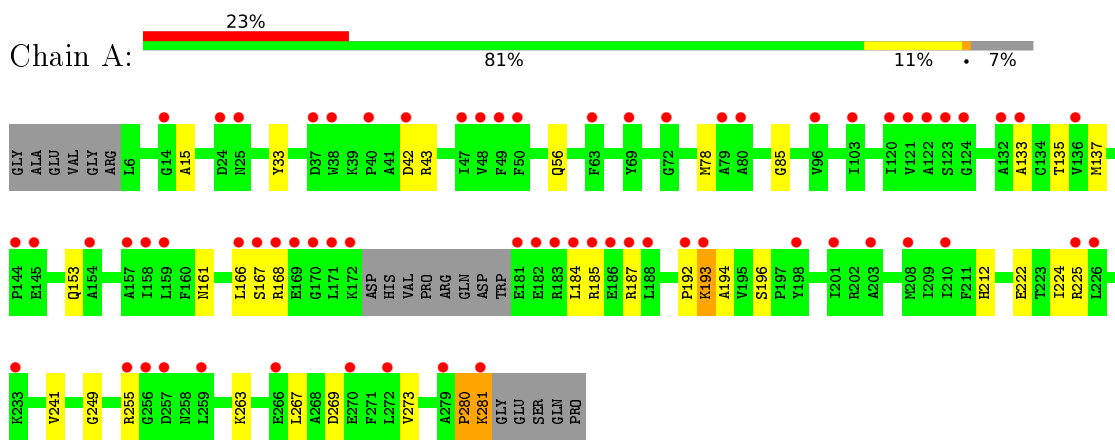 23%
Chain A:
81% 11% • 7%
GLY ALA GLU VAL GLY ARG L6 G14 A15 D24 N25 Y33 D37 W38 K39 P40 A41 D42 R43 I47 V48 F49 F50 Q56 F63 Y69 G72 M78 A79 A80 G85 V96 I103 I120 V121 A122 S123 G124 A132 A133 C134 T135 V136 M137
P144 E145 Q153 A154 A157 I158 L159 F160 N161 L166 S167 R168 E169 G170 L171 K172 ASP HIS VAL PRO ARG GLN ASP TRP E181 E182 R183 L184 R185 E186 R187 L188 P192 K193 A194 V195 S196 P197 Y198 I201 R202 A203 M208 I209 I210 F211 H212 E222 T223 I224 R225 L226
K233 V241 G249 R255 G256 D257 N258 L259 K263 E266 L267 A268 D269 E270 F271 L272 V273 A279 P280 K281 GLY GLU SER GLN PRO